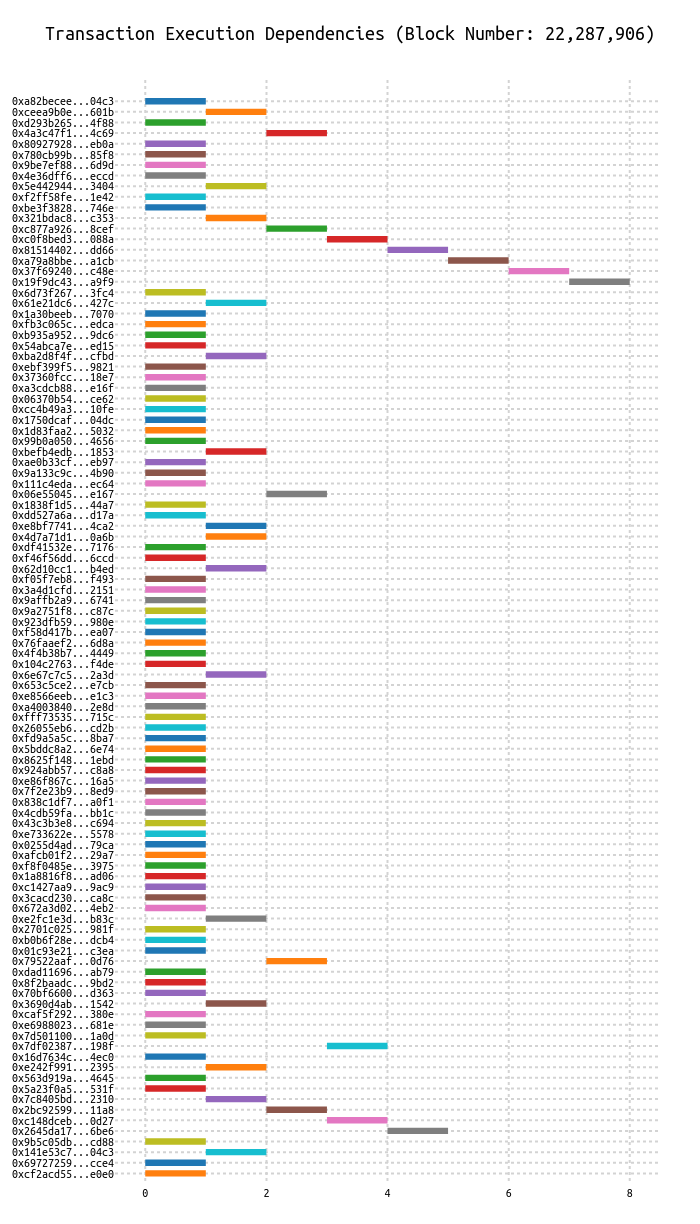 Transaction Execution Dependencies (Block Number: 22,287,906)
0xa82becee...04c3
0xceea9b0e...601b
0xd293b265...4f88
0x4a3c47f1...4c69
0x80927928...eb0a
0x780cb99b...85f8
0x9be7ef88...6d9d
0x4e36dff6...eccd
0x5e442944...3404
0xf2ff58fe...1e42
0xbe3f3828...746e
0x321bdac8...c353
0xc877a926...8cef
0xc0f8bed3...088a
0x81514402...dd66
0xa79a8bbe...a1cb
0x37f69240...c48e
0x19f9dc43...a9f9
0x6d73f267...3fc4
0x61e21dc6...427c
0x1a30beeb...7070
0xfb3c065c...edca
0xb935a952...9dc6
0x54abca7e...ed15
0xba2d8f4f...cfbd
0xebf399f5...9821
0x37360fcc...18e7
0xa3cdcb88...e16f
0x06370b54...ce62
0xcc4b49a3...10fe
0x1750dcaf...04dc
0x1d83faa2...5032
0x99b0a050...4656
0xbefb4edb...1853
0xae0b33cf...eb97
0x9a133c9c...4b90
0x111c4eda...ec64
0x06e55045...e167
0x1838f1d5...44a7
0xdd527a6a...d17a
0xe8bf7741...4ca2
0x4d7a71d1...0a6b
0xdf41532e...7176
0xf46f56dd...6ccd
0x62d10cc1...b4ed
0xf05f7eb8...f493
0x3a4d1cfd...2151
0x9affb2a9...6741
0x9a2751f8...c87c
0x923dfb59...980e
0xf58d417b...ea07
0x76faaef2...6d8a
0x4f4b38b7...4449
0x104c2763...f4de
0x6e67c7c5...2a3d
0x653c5ce2...e7cb
0xe8566eeb...e1c3
0xa4003840...2e8d
0xfff73535...715c
0x26055eb6...cd2b
0xfd9a5a5c...8ba7
0x5bddc8a2...6e74
0x8625f148...1ebd
0x924abb57...c8a8
0xe86f867c...16a5
0x7f2e23b9...8ed9
0x838c1df7...a0f1
0x4cdb59fa...bb1c
0x43c3b3e8...c694
0xe733622e...5578
0x0255d4ad...79ca
0xafcb01f2...29a7
0xf8f0485e...3975
0x1a8816f8...ad06
0xc1427aa9...9ac9
0x3cacd230...ca8c
0x672a3d02...4eb2
0xe2fc1e3d...b83c
0x2701c025...981f
0xb0b6f28e...dcb4
0x01c93e21...c3ea
0x79522aaf...0d76
0xdad11696...ab79
0x8f2baadc...9bd2
0x70bf6600...d363
0x3690d4ab...1542
0xcaf5f292...380e
0xe6988023...681e
0x7d501100...1a0d
0x7df02387...198f
0x16d7634c...4ec0
0xe242f991...2395
0x563d919a...4645
0x5a23f0a5...531f
0x7c8405bd...2310
0x2bc92599...11a8
0xc148dceb...0d27
0x2645da17...6be6
0x9b5c05db...cd88
0x141e53c7...04c3
0x69727259...cce4
0xcf2acd55...e0e0
0 2 4 6 8